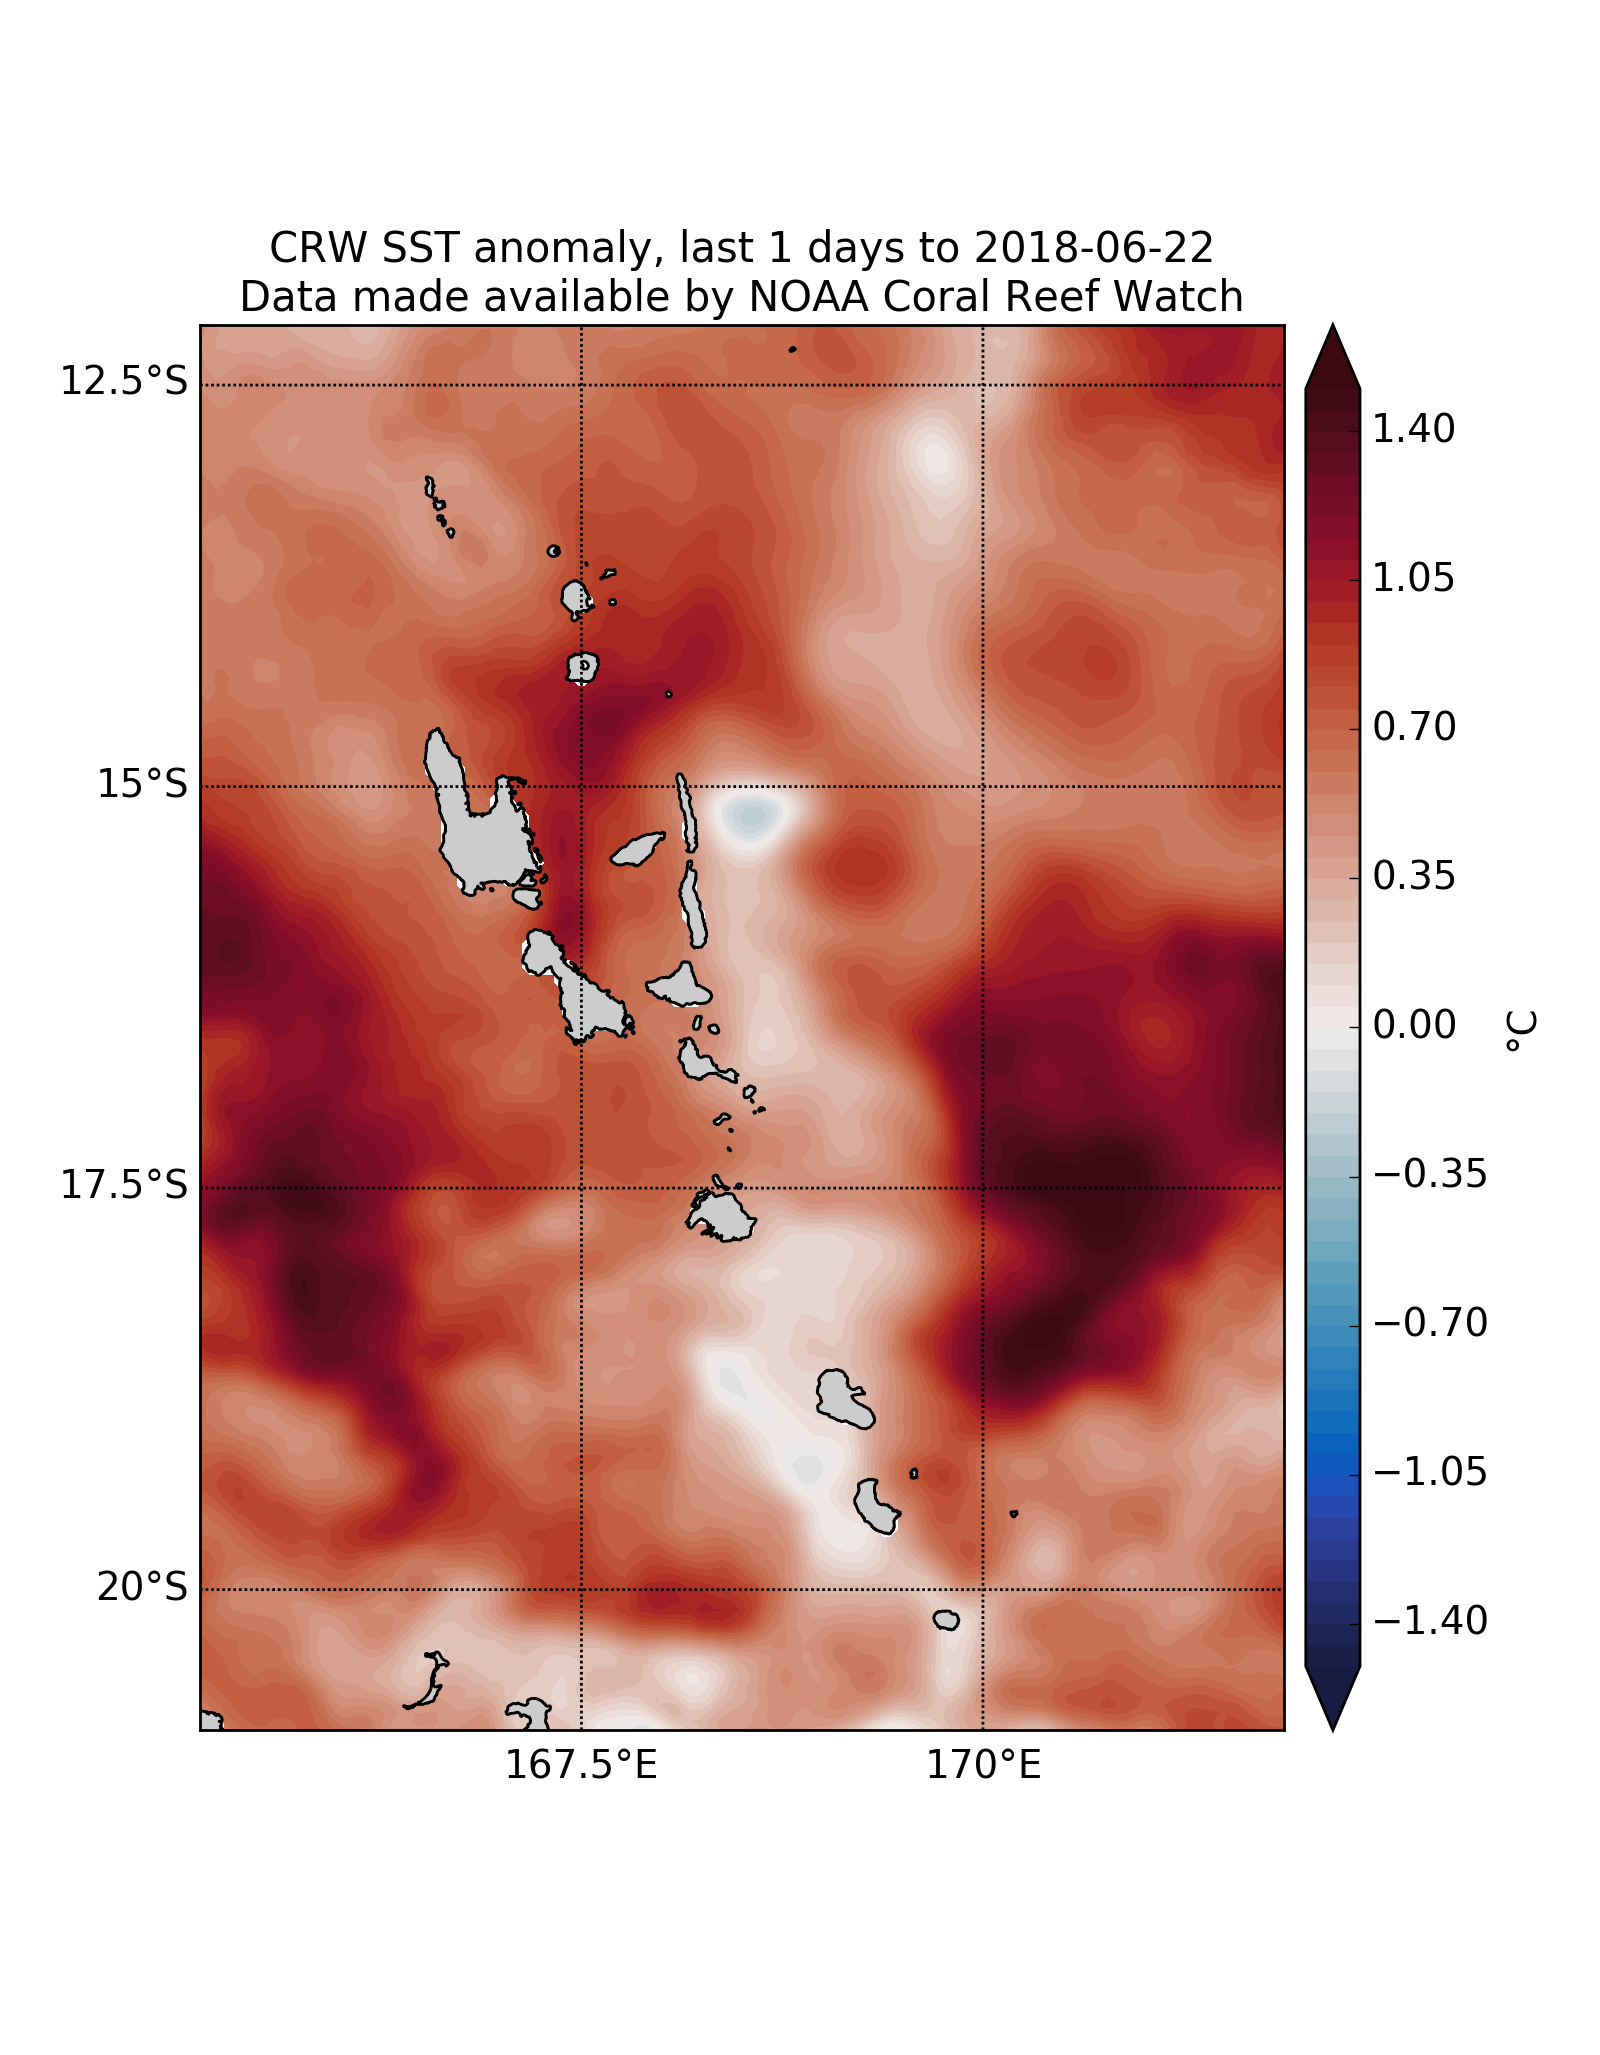 CRW SST anomaly, last 1 days to 2018-06-22
Data made available by NOAA Coral Reef Watch
12.5°S
15°S
17.5°S
20°S
167.5°E
170°E
1.40
1.05
0.70
0.35
0.00
−0.35
−0.70
−1.05
−1.40
°C